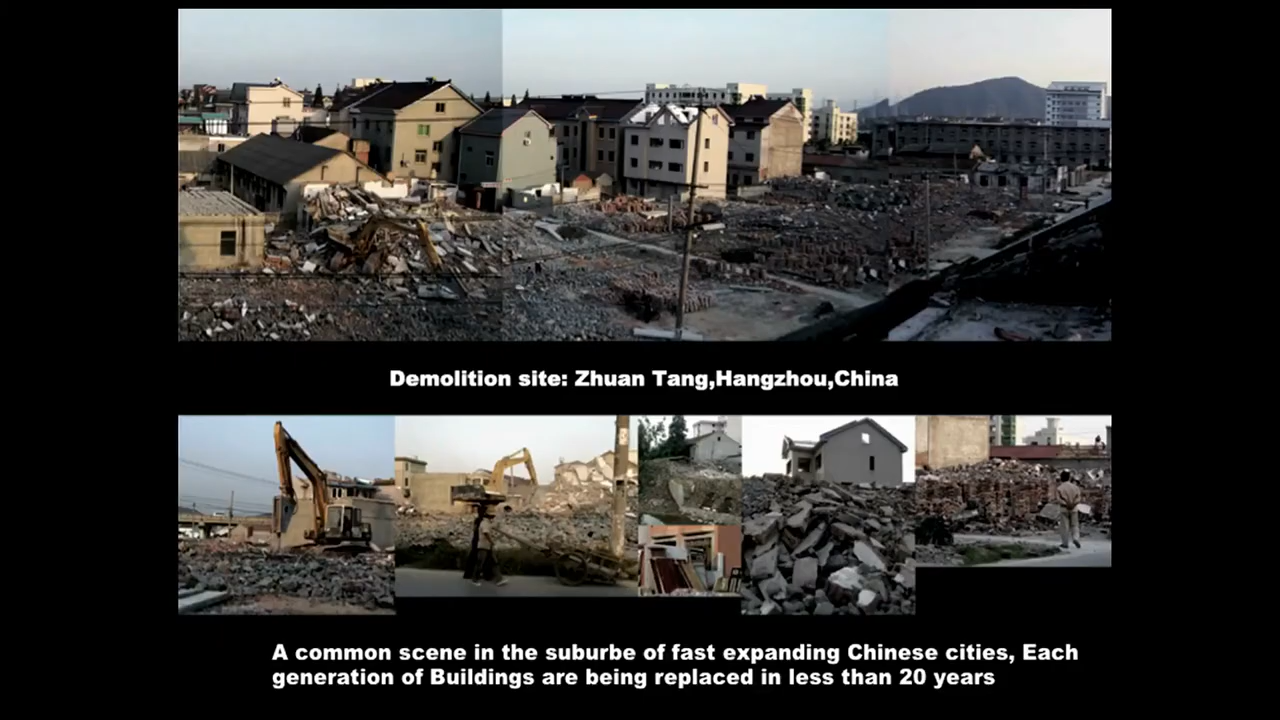 Demolition site: Zhuan Tang,Hangzhou,China
A common scene in the suburbe of fast expanding Chinese cities, Each
generation of Buildings are being replaced in less than 20 years